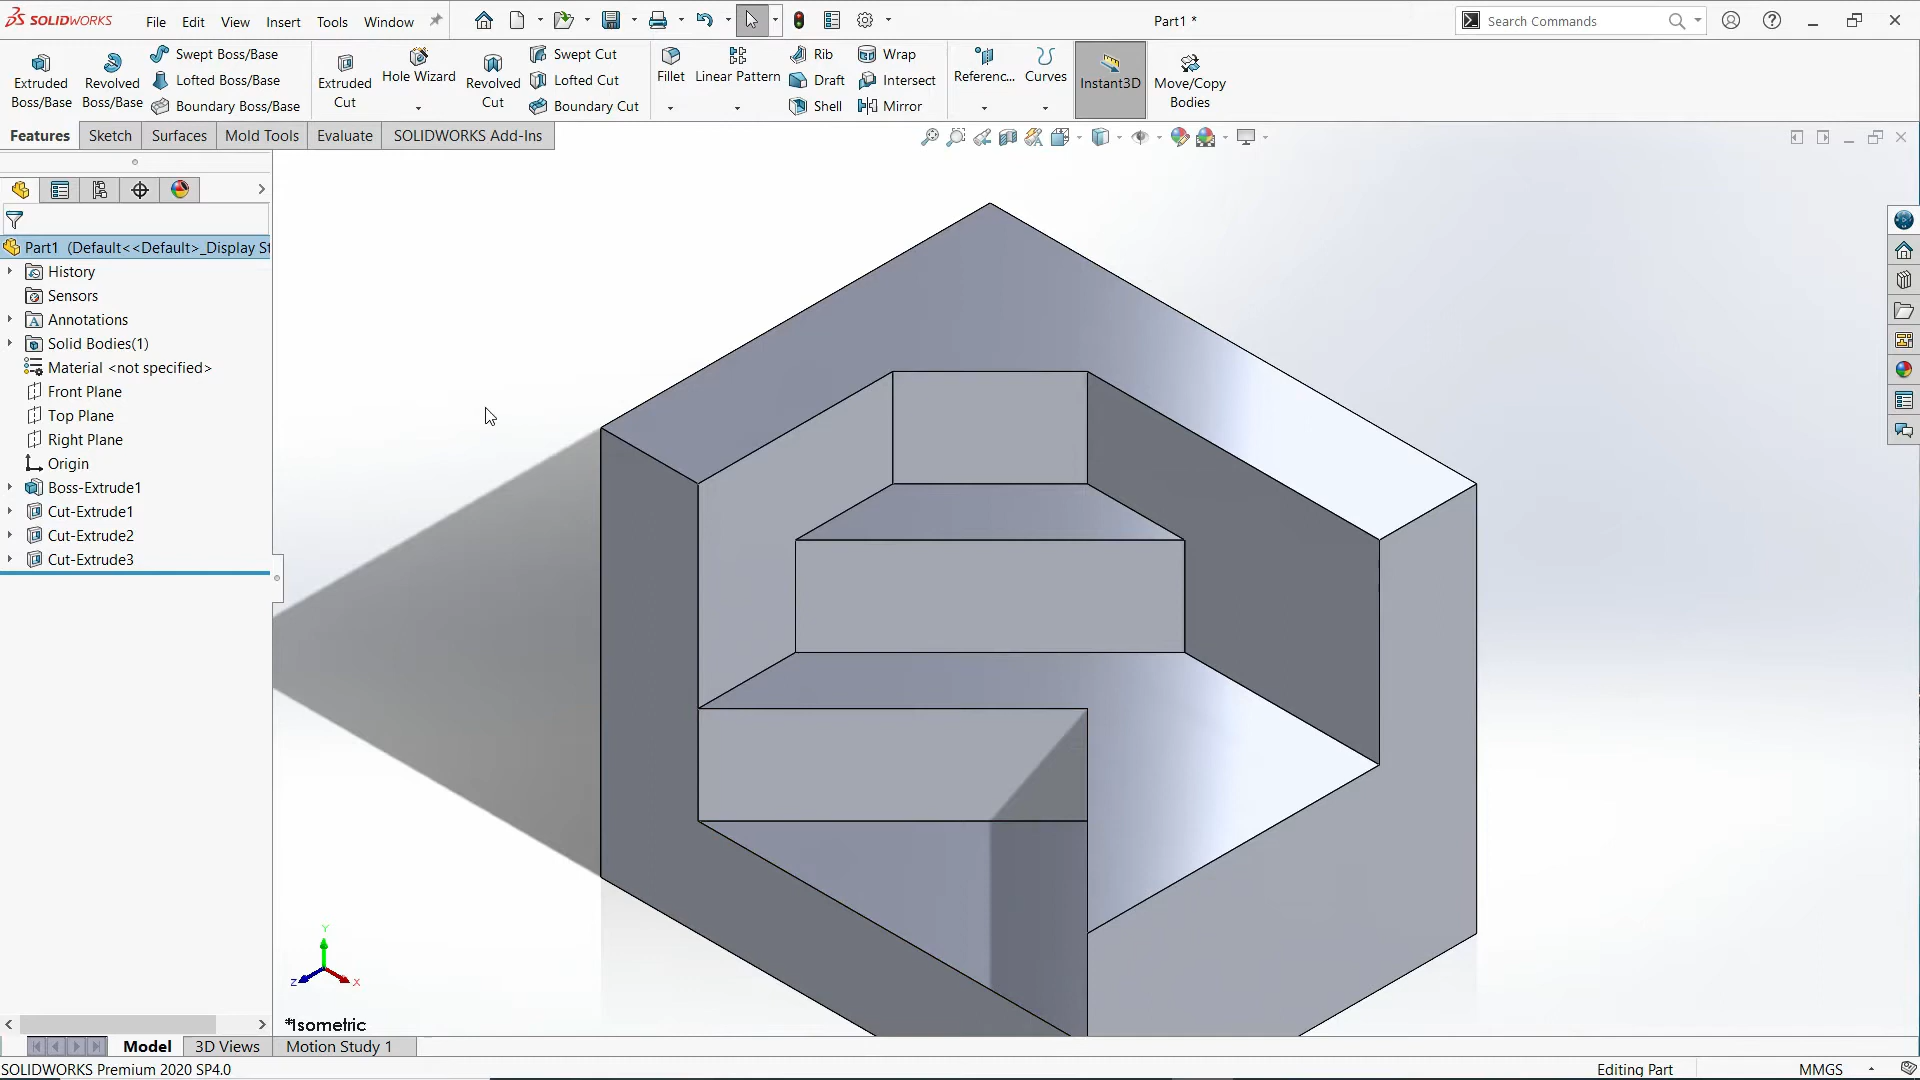 SOLIDWORKS File Edit View Insert Tools Window Part1 * Search Commands
Extruded Boss/Base
Revolved Boss/Base
Swept Boss/Base
Lofted Boss/Base
Boundary Boss/Base
Extruded Cut
Hole Wizard
Revolved Cut
Swept Cut
Lofted Cut
Boundary Cut
Fillet
Linear Pattern
Rib
Draft
Shell
Wrap
Intersect
Mirror
Referenc...
Curves
Instant3D
Move/Copy Bodies
Features Sketch Surfaces Mold Tools Evaluate SOLIDWORKS Add-Ins
Part1 (Default<<Default>_Display St
History
Sensors
Annotations
Solid Bodies(1)
Material <not specified>
Front Plane
Top Plane
Right Plane
Origin
Boss-Extrude1
Cut-Extrude1
Cut-Extrude2
Cut-Extrude3
Y
Z X
*Isometric
Model 3D Views Motion Study 1
SOLIDWORKS Premium 2020 SP4.0 Editing Part MMGS